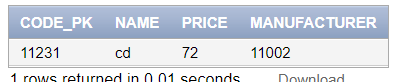 CODE_PK NAME PRICE MANUFACTURER
11231 cd 72 11002
1 rows returned in 0.01 seconds Download